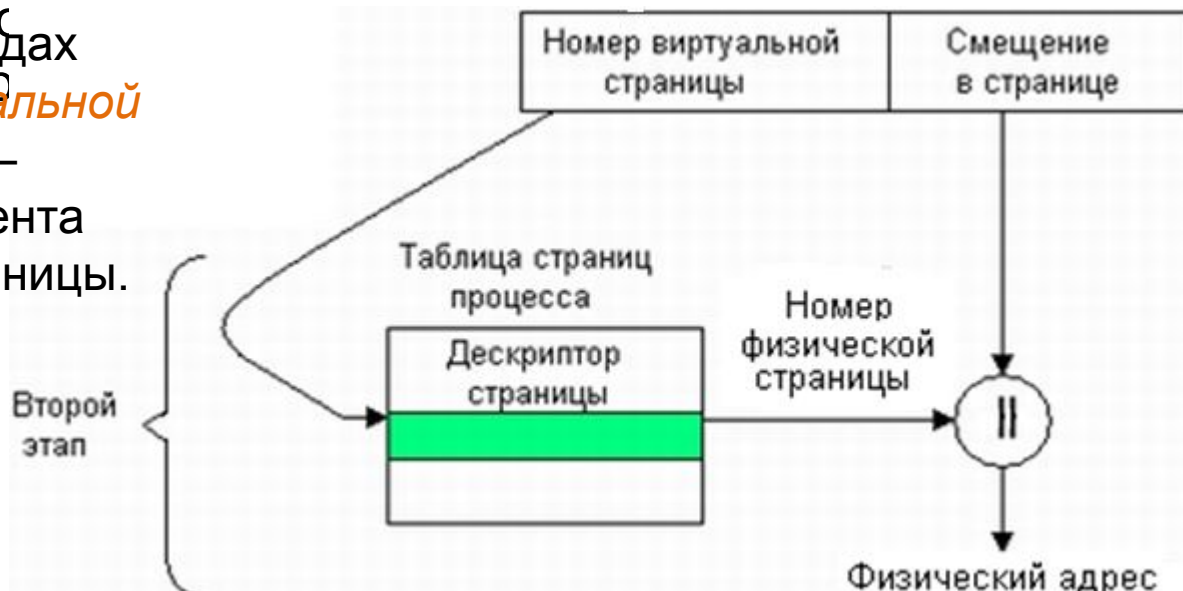 дах
альной
–
ента
ницы.
Номер виртуальной
страницы
Смещение
в странице
Таблица страниц
процесса
Дескриптор
страницы
Номер
физической
страницы
Второй
этап
||
Физический адрес